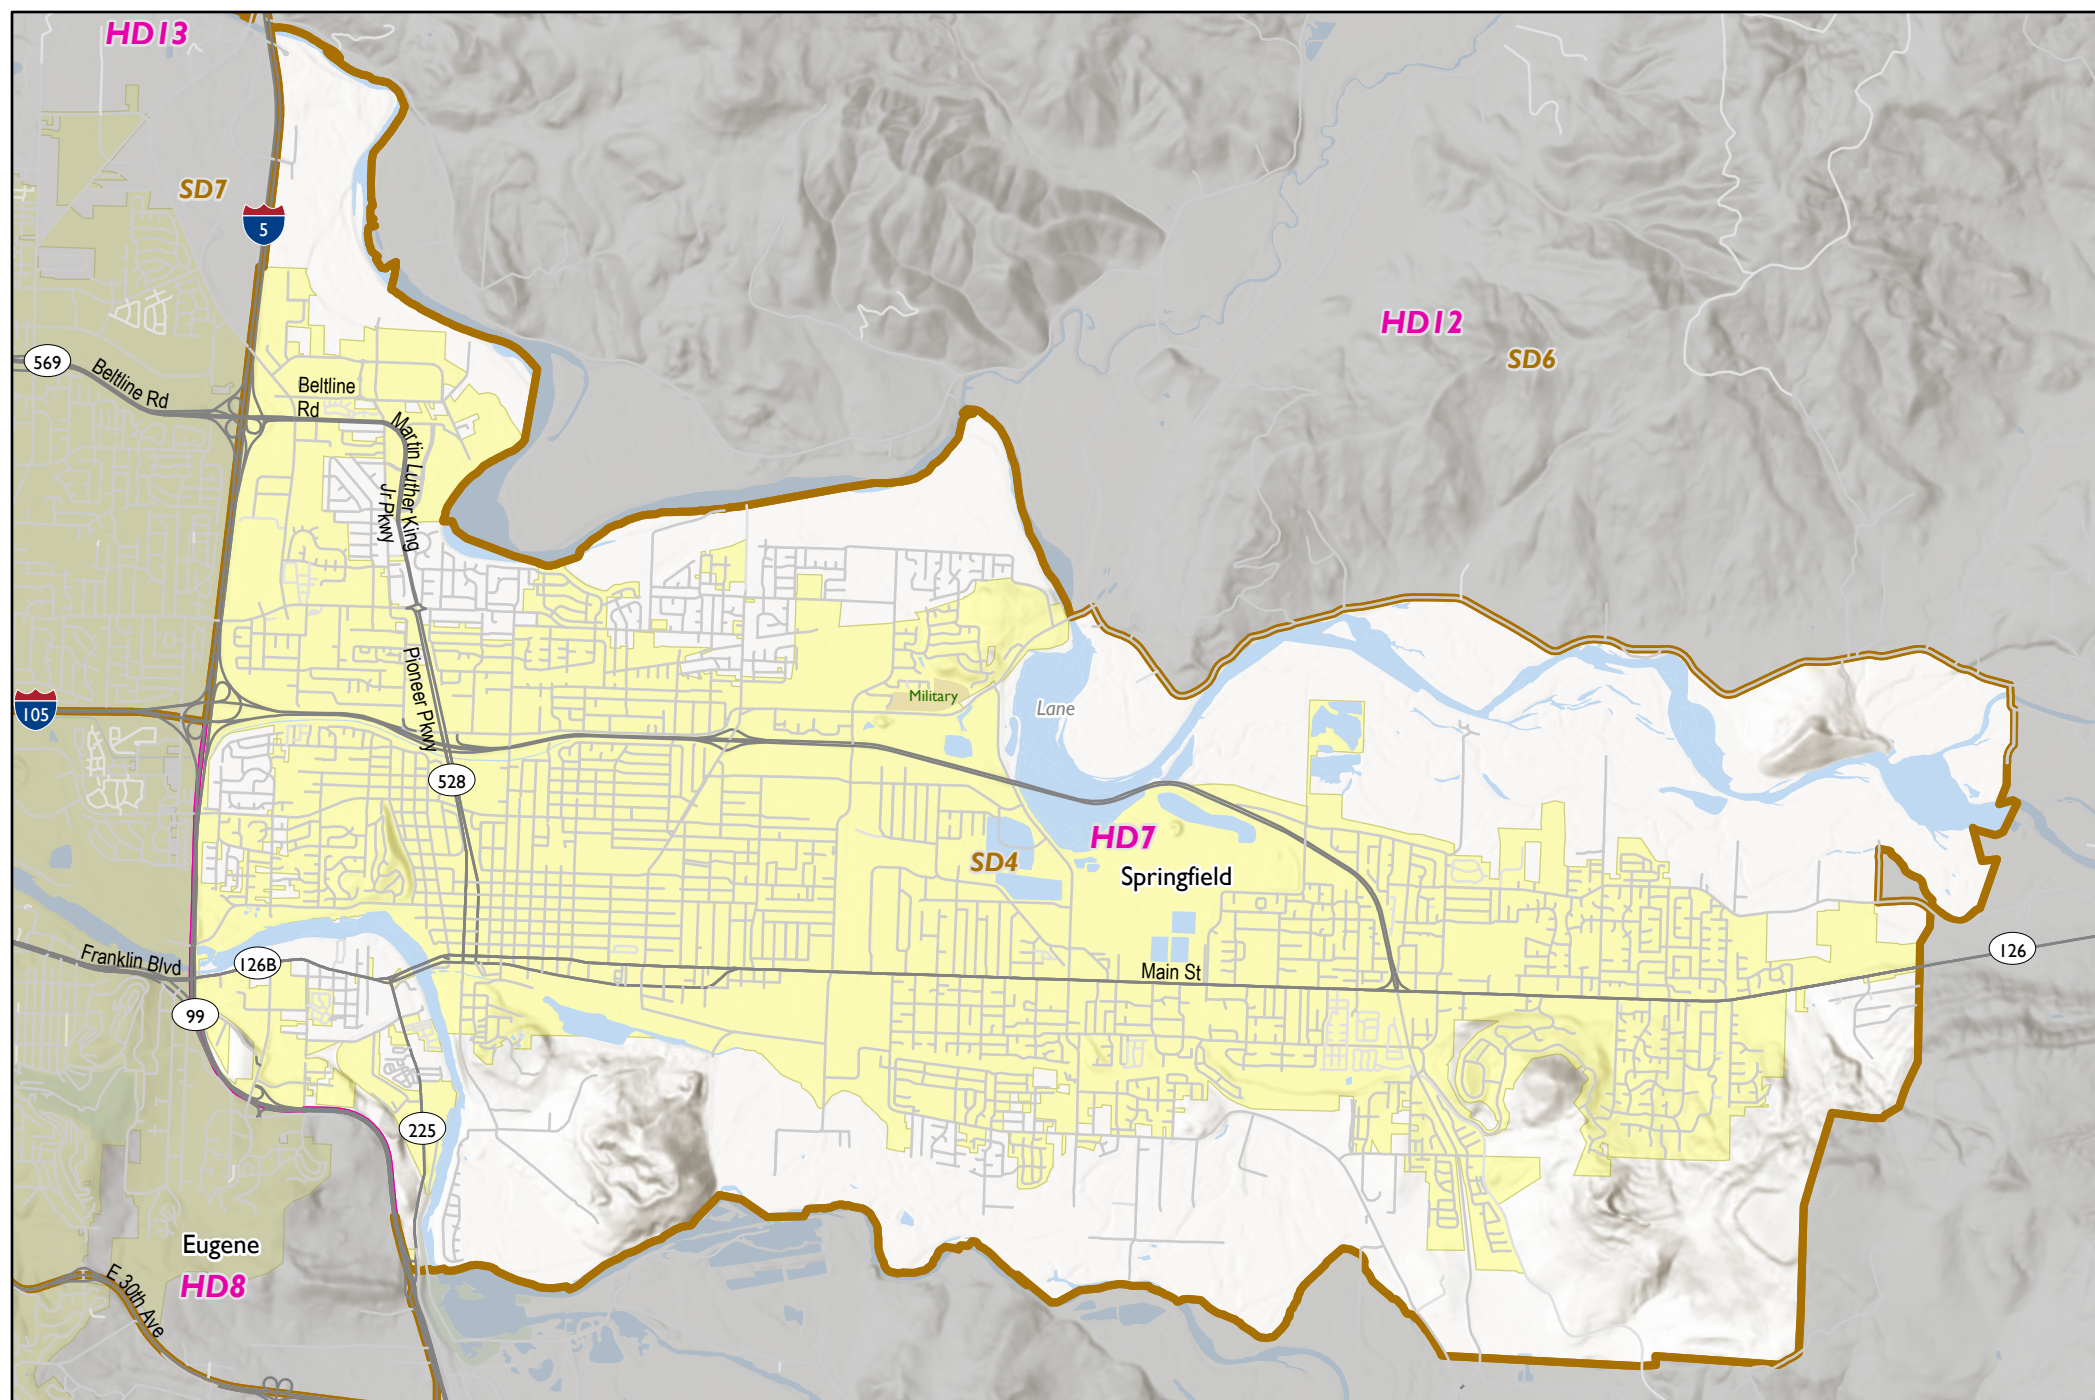 HD13
SD7
5
HD12
SD6
569
Beltline Rd
Beltline
Rd
Martin Luther King
Jr Pkwy
Pioneer Pkwy
Military
Lane
105
528
HD7
SD4
Springfield
Franklin Blvd
126B
Main St
126
99
225
Eugene
HD8
E 30th Ave